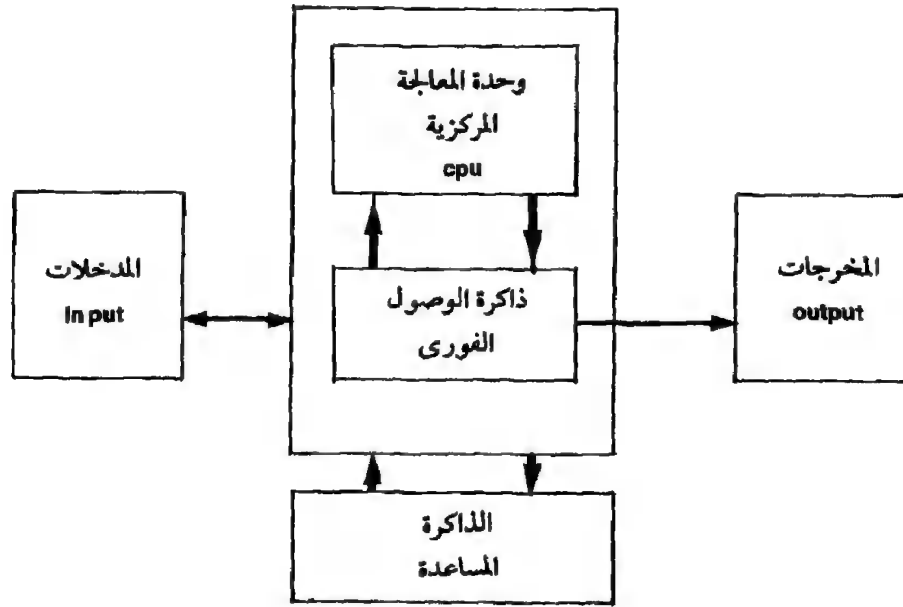 وحدة المعالجة
المركزية
cpu
المدخلات
In put
ذاكرة الوصول
الفورى
المخرجات
output
الذاكرة
المساعدة